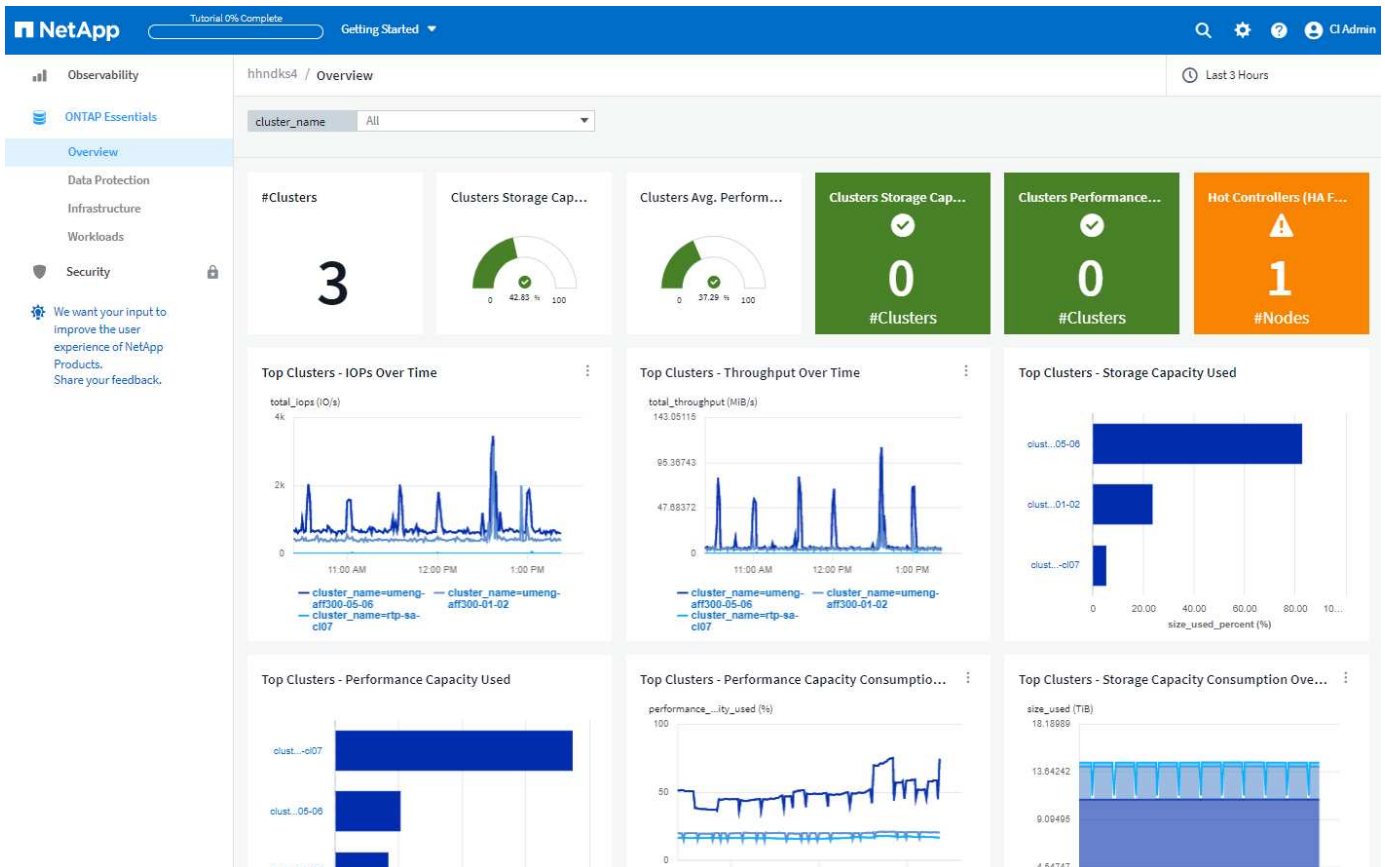 NetApp
Tutorial 0% Complete
Getting Started
CI Admin
Observability
ONTAP Essentials
Overview
Data Protection
Infrastructure
Workloads
Security
We want your input to
improve the user
experience of NetApp
Products.
Share your feedback.
hhndks4 / Overview
Last 3 Hours
cluster_name
All
#Clusters
3
Clusters Storage Cap...
0 42.83 % 100
Clusters Avg. Perform...
0 37.29 % 100
Clusters Storage Cap...
0
#Clusters
Clusters Performance...
0
#Clusters
Hot Controllers (HA F...
1
#Nodes
Top Clusters - IOPs Over Time
total_iops (IO/s)
4k
2k
0
11:00 AM 12:00 PM 1:00 PM
cluster_name=umeng- cluster_name=umeng-
aff300-05-06 aff300-01-02
cluster_name=rtp-sa-
cl07
Top Clusters - Throughput Over Time
total_throughput (MiB/s)
143.05115
95.36743
47.68372
0
11:00 AM 12:00 PM 1:00 PM
cluster_name=umeng- cluster_name=umeng-
aff300-05-06 aff300-01-02
cluster_name=rtp-sa-
cl07
Top Clusters - Storage Capacity Used
clust...05-06
clust...01-02
clust...-cl07
0 20.00 40.00 60.00 80.00 10...
size_used_percent (%)
Top Clusters - Performance Capacity Used
clust...-cl07
clust...05-06
Top Clusters - Performance Capacity Consumptio...
performance_...ity_used (%)
100
50
0
Top Clusters - Storage Capacity Consumption Ove...
size_used (TiB)
18.18989
13.64242
9.09495
4.54747